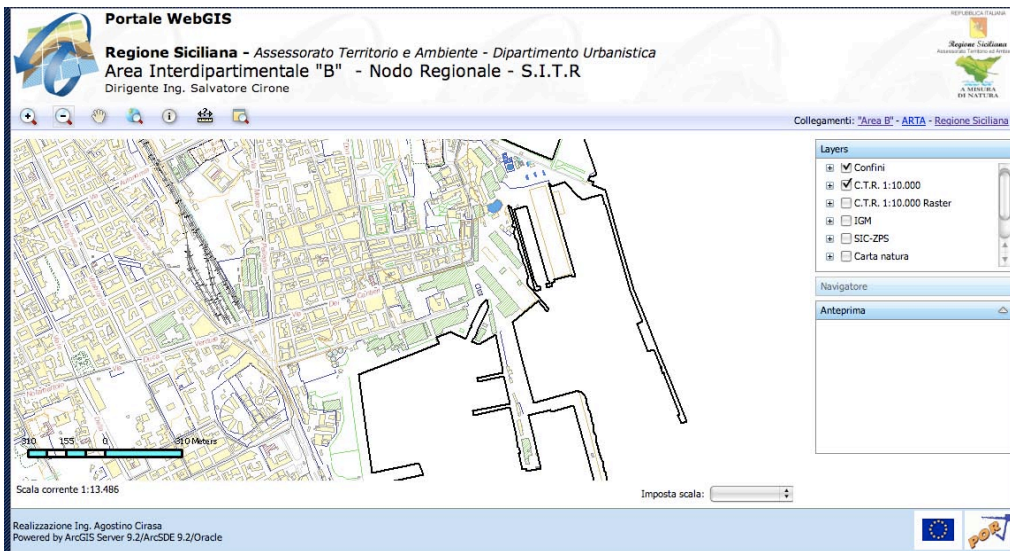 Portale WebGIS
Regione Siciliana - Assessorato Territorio e Ambiente - Dipartimento Urbanistica
Area Interdipartimentale "B" - Nodo Regionale - S.I.T.R
Dirigente Ing. Salvatore Cirone
REPUBBLICA ITALIANA
Regione Siciliana
A MISURA
DI NATURA
Collegamenti: "Area B" - ARTA - Regione Siciliana
Layers
Confini
C.T.R. 1:10.000
C.T.R. 1:10.000 Raster
IGM
SIC-ZPS
Carta natura
Navigatore
Anteprima
Via
Dei
Notarbartolo
310 155 0 310 Meters
Scala corrente 1:13.486
Imposta scala:
Realizzazione Ing. Agostino Cirasa
Powered by ArcGIS Server 9.2/ArcSDE 9.2/Oracle
POR